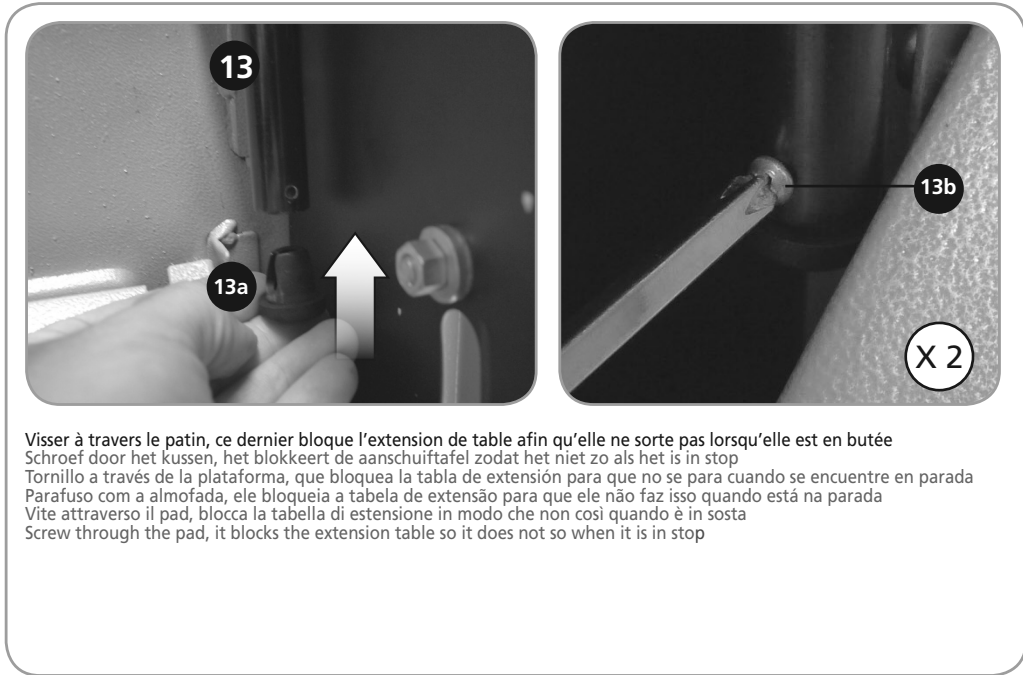 13
13a
13b
X 2
Visser à travers le patin, ce dernier bloque l'extension de table afin qu'elle ne sorte pas lorsqu'elle est en butée
Schroef door het kussen, het blokkeert de aanschuiftafel zodat het niet zo als het is in stop
Tornillo a través de la plataforma, que bloquea la tabla de extensión para que no se para cuando se encuentre en parada
Parafuso com a almofada, ele bloqueia a tabela de extensão para que ele não faz isso quando está na parada
Vite attraverso il pad, blocca la tabella di estensione in modo che non così quando è in sosta
Screw through the pad, it blocks the extension table so it does not so when it is in stop